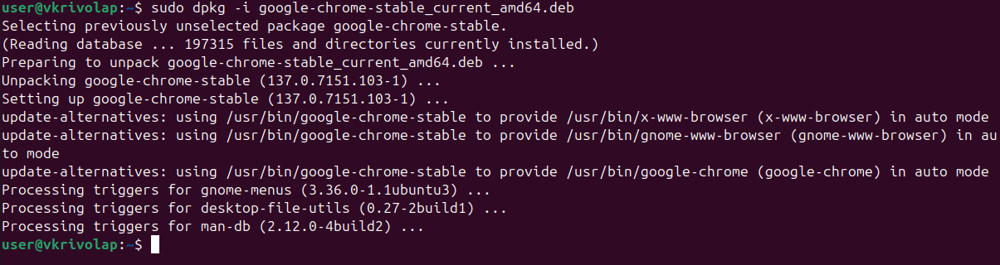 user@vkrivolap:~$ sudo dpkg -i google-chrome-stable_current_amd64.deb
Selecting previously unselected package google-chrome-stable.
(Reading database ... 197315 files and directories currently installed.)
Preparing to unpack google-chrome-stable_current_amd64.deb ...
Unpacking google-chrome-stable (137.0.7151.103-1) ...
Setting up google-chrome-stable (137.0.7151.103-1) ...
update-alternatives: using /usr/bin/google-chrome-stable to provide /usr/bin/x-www-browser (x-www-browser) in auto mode
update-alternatives: using /usr/bin/google-chrome-stable to provide /usr/bin/gnome-www-browser (gnome-www-browser) in au
to mode
update-alternatives: using /usr/bin/google-chrome-stable to provide /usr/bin/google-chrome (google-chrome) in auto mode
Processing triggers for gnome-menus (3.36.0-1.1ubuntu3) ...
Processing triggers for desktop-file-utils (0.27-2build1) ...
Processing triggers for man-db (2.12.0-4build2) ...
user@vkrivolap:~$